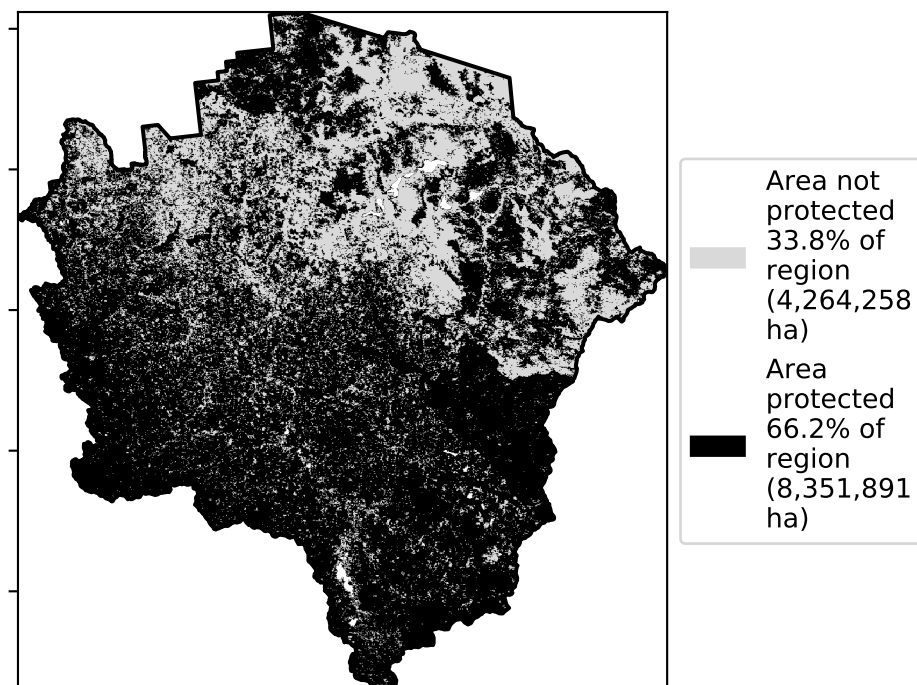 Area not
protected
33.8% of
region
(4,264,258
ha)
Area
protected
66.2% of
region
(8,351,891
ha)